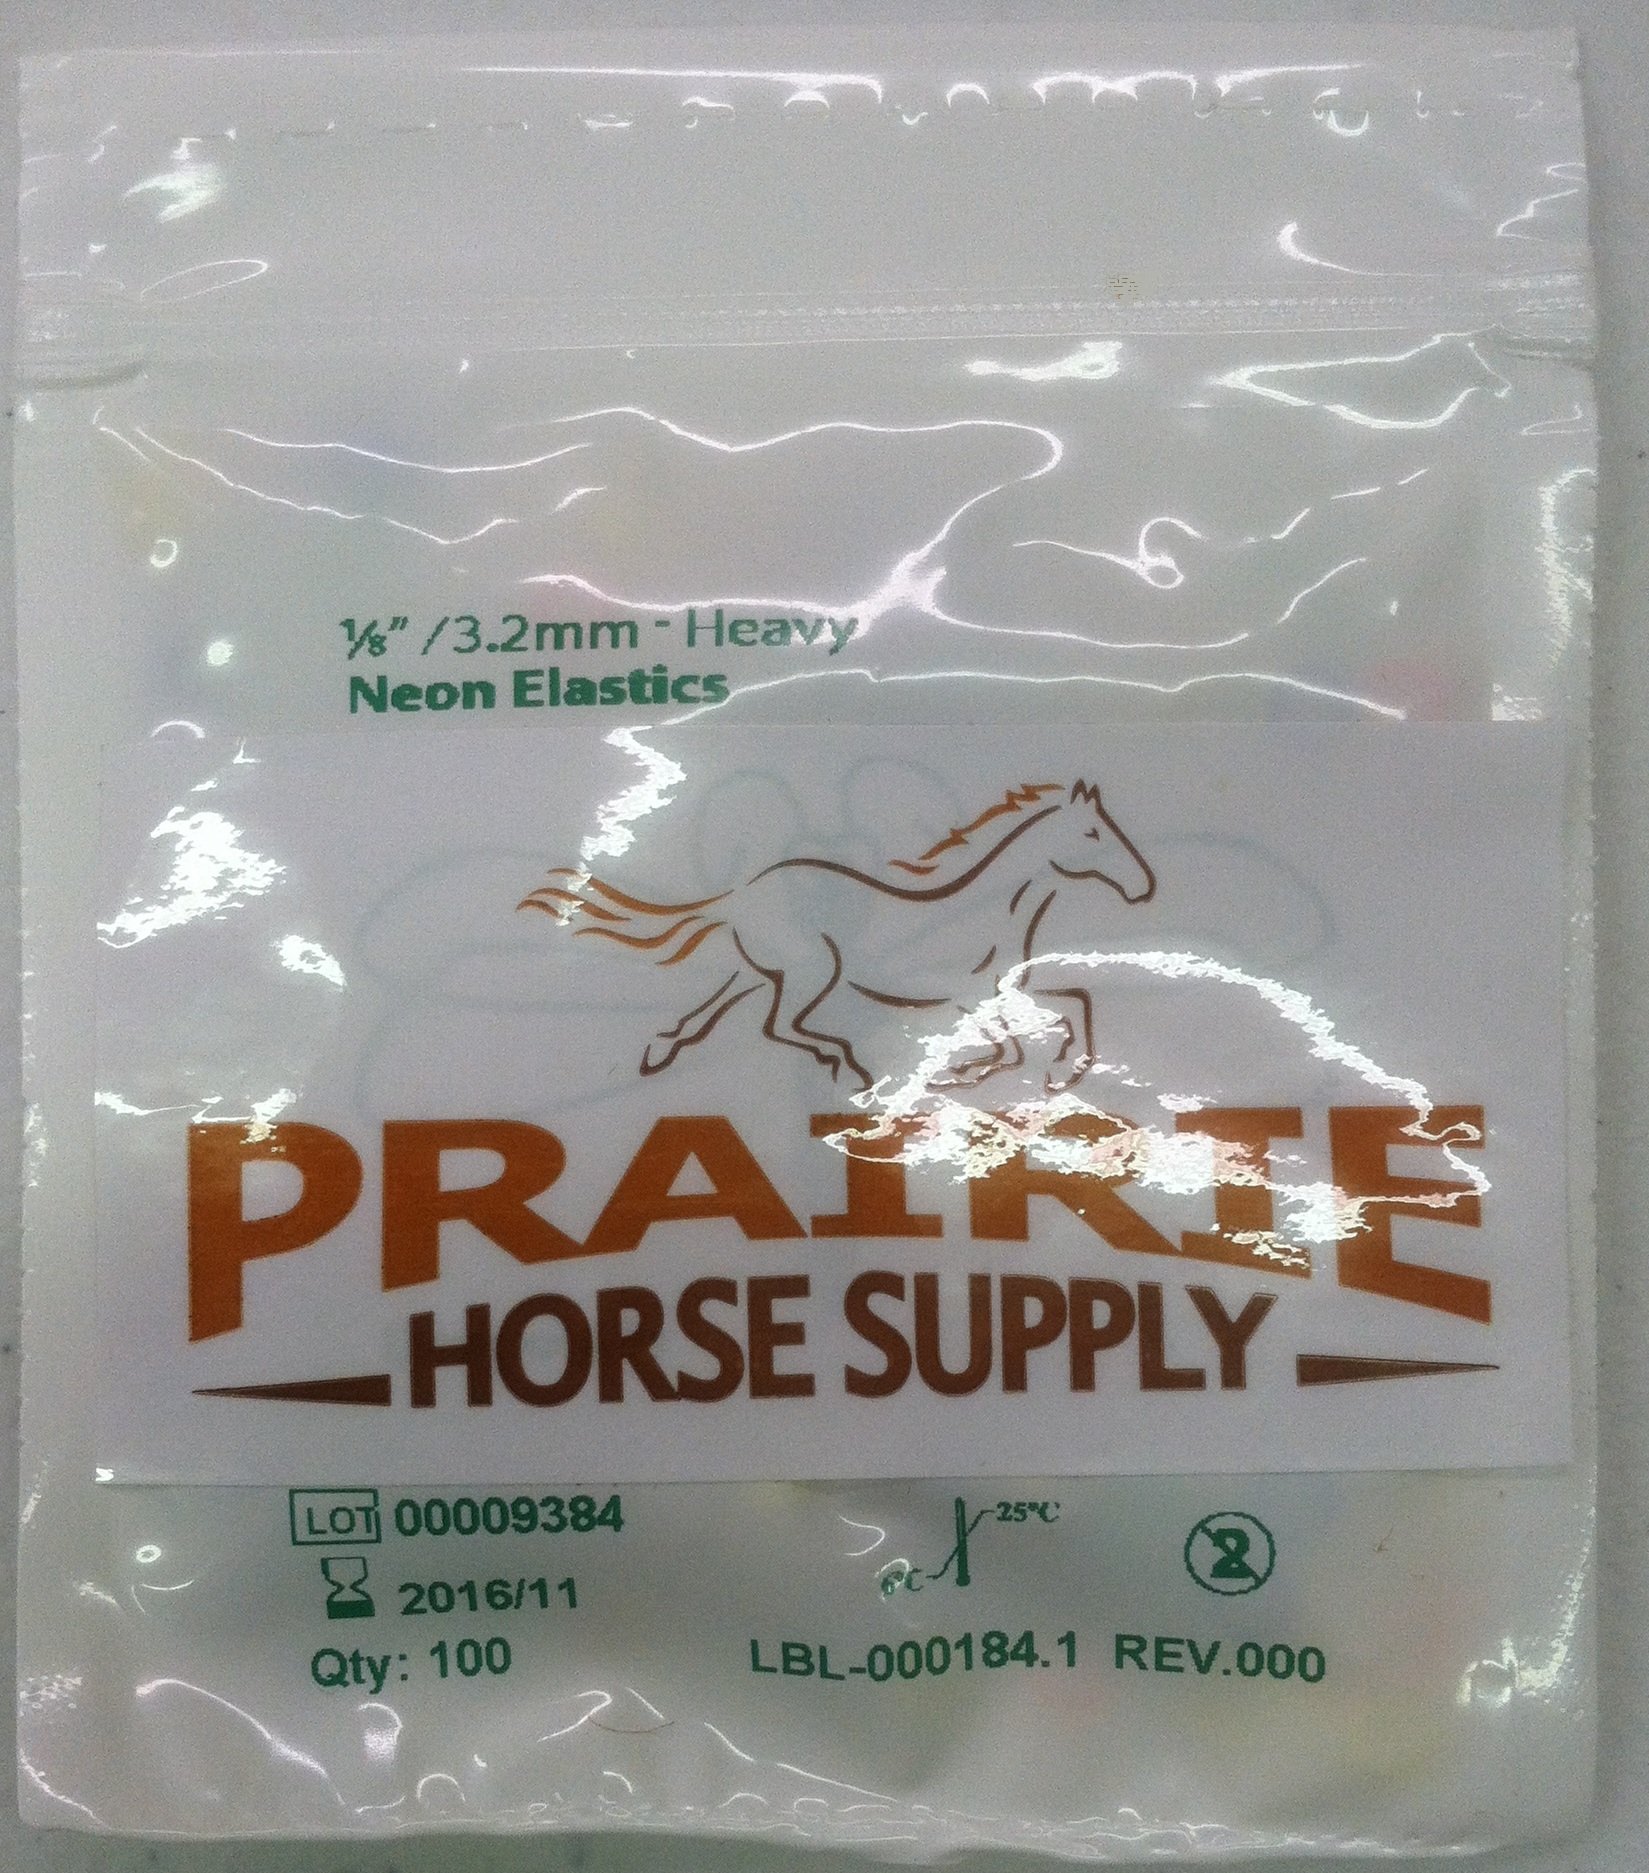 ⅛" /3.2mm - Heavy
Neon Elastics
PRAIRIE
HORSE SUPPLY
LOT 00009384
25°C
2016/11
2
Qty: 100
LBL-000184.1 REV.000